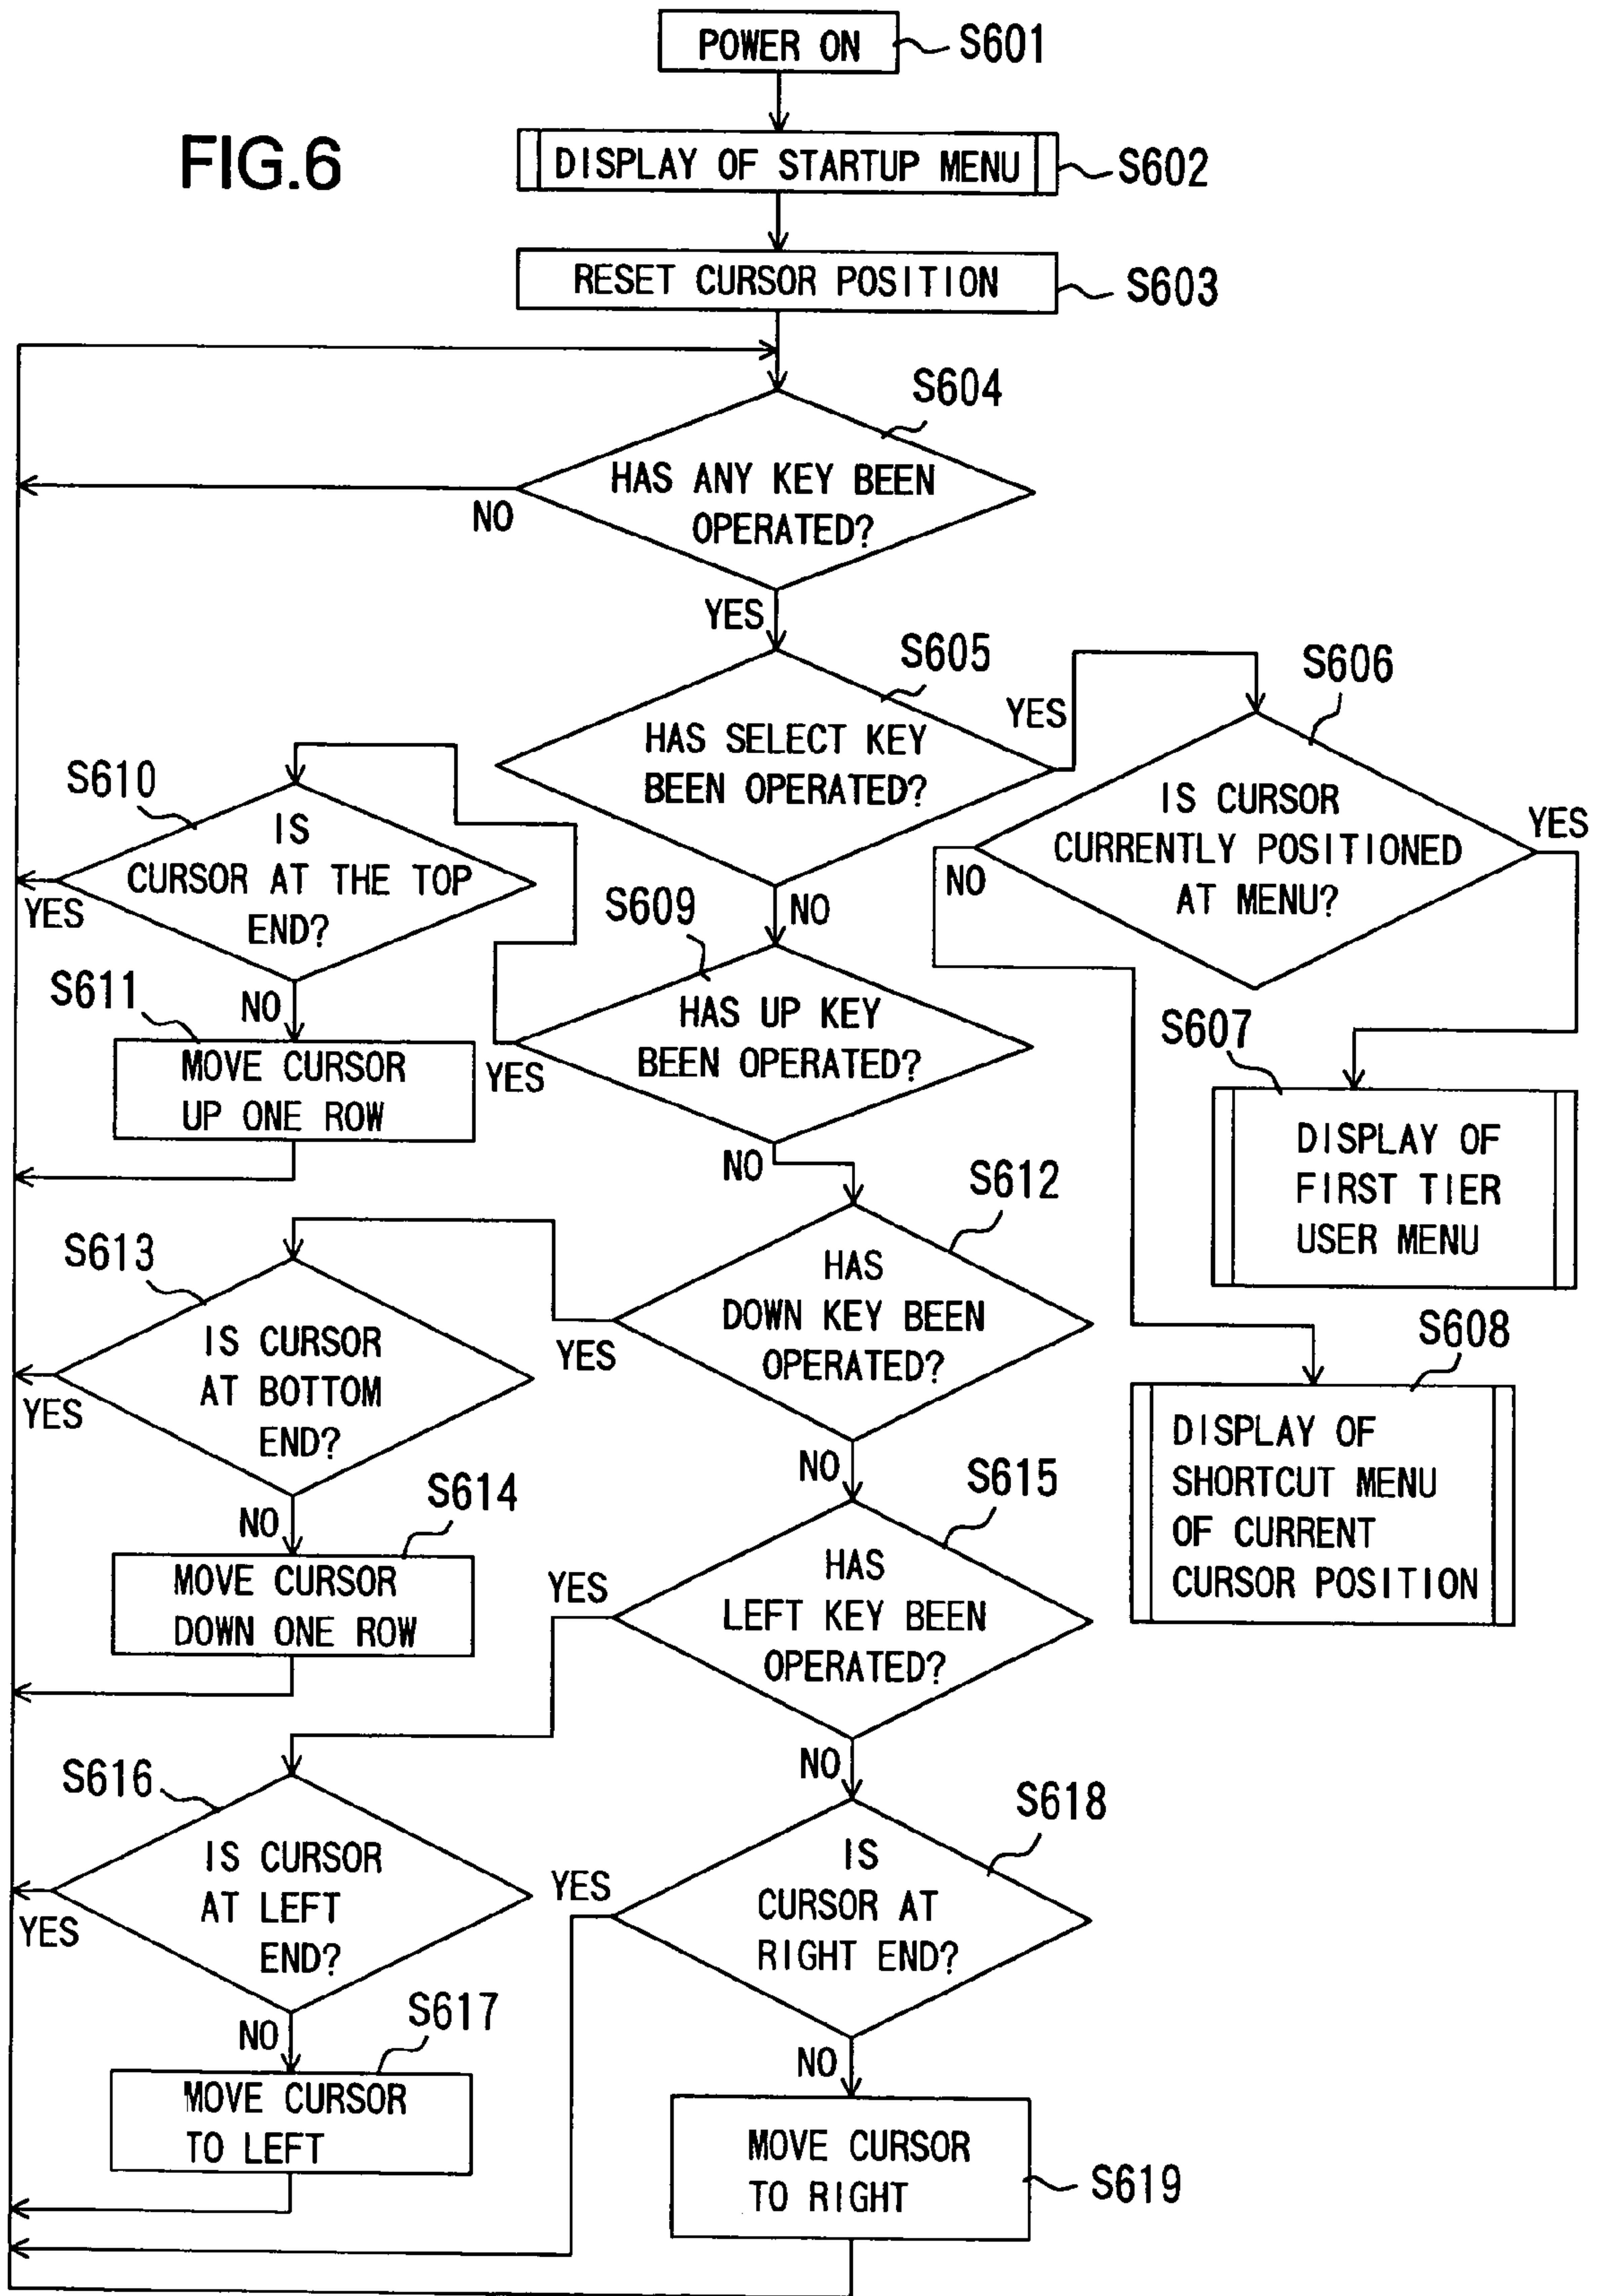 POWER ON
S601
FIG.6
DISPLAY OF STARTUP MENU
S602
RESET CURSOR POSITION
S603
S604
HAS ANY KEY BEEN
OPERATED?
NO
YES
S605
HAS SELECT KEY
BEEN OPERATED?
YES
NO
S606
IS CURSOR
CURRENTLY POSITIONED
AT MENU?
YES
NO
S607
DISPLAY OF
FIRST TIER
USER MENU
S608
DISPLAY OF
SHORTCUT MENU
OF CURRENT
CURSOR POSITION
S609
HAS UP KEY
BEEN OPERATED?
YES
NO
S610
IS
CURSOR AT THE TOP
END?
YES
NO
S611
MOVE CURSOR
UP ONE ROW
S612
HAS
DOWN KEY BEEN
OPERATED?
YES
NO
S613
IS CURSOR
AT BOTTOM
END?
YES
NO
S614
MOVE CURSOR
DOWN ONE ROW
S615
HAS
LEFT KEY BEEN
OPERATED?
YES
NO
S616
IS CURSOR
AT LEFT
END?
YES
NO
S617
MOVE CURSOR
TO LEFT
S618
IS
CURSOR AT
RIGHT END?
YES
NO
MOVE CURSOR
TO RIGHT
S619